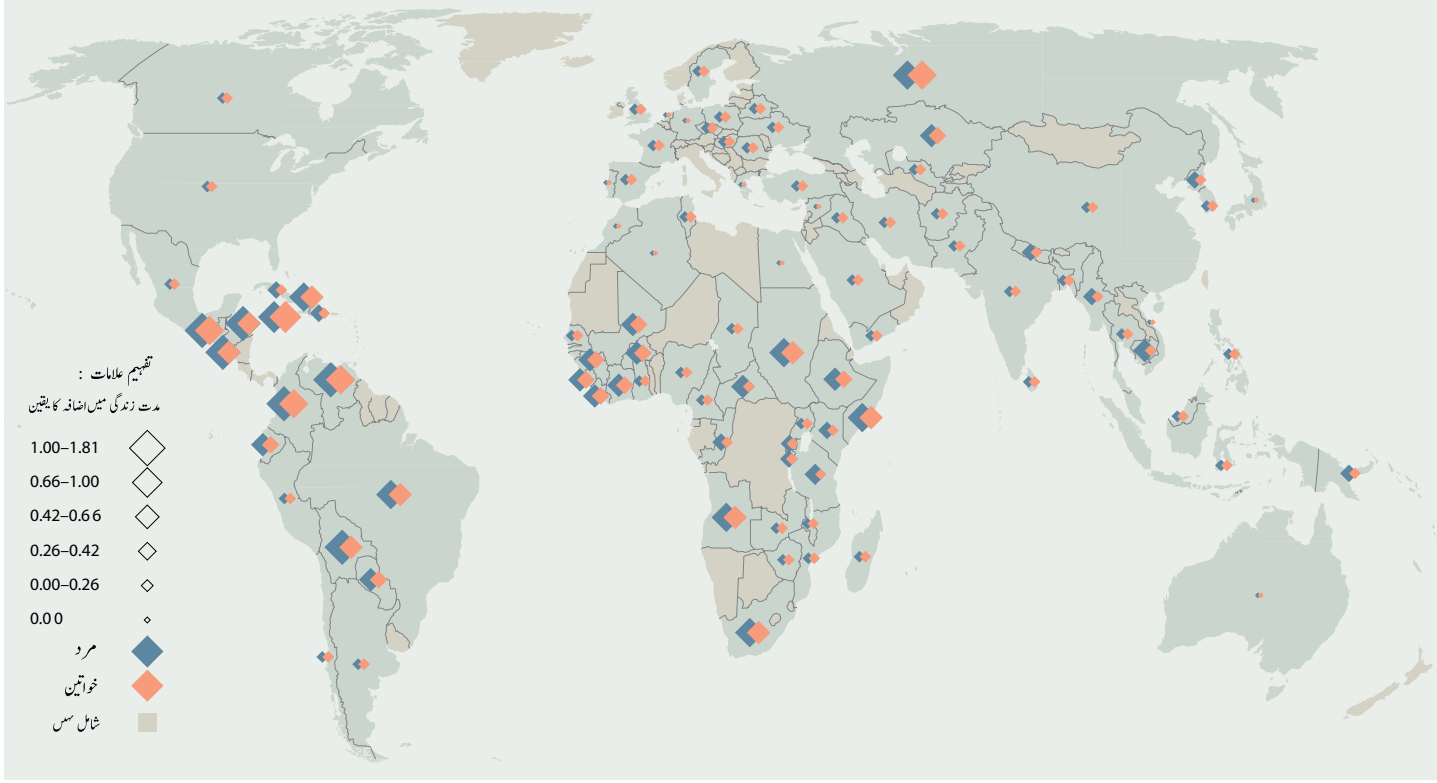 تفہیم علامات :
مدت زندگی میں اضافہ کا یقین
1.00–1.81
0.66–1.00
0.42–0.66
0.26–0.42
0.00–0.26
0.00
مرد
خواتین
شامل نہیں